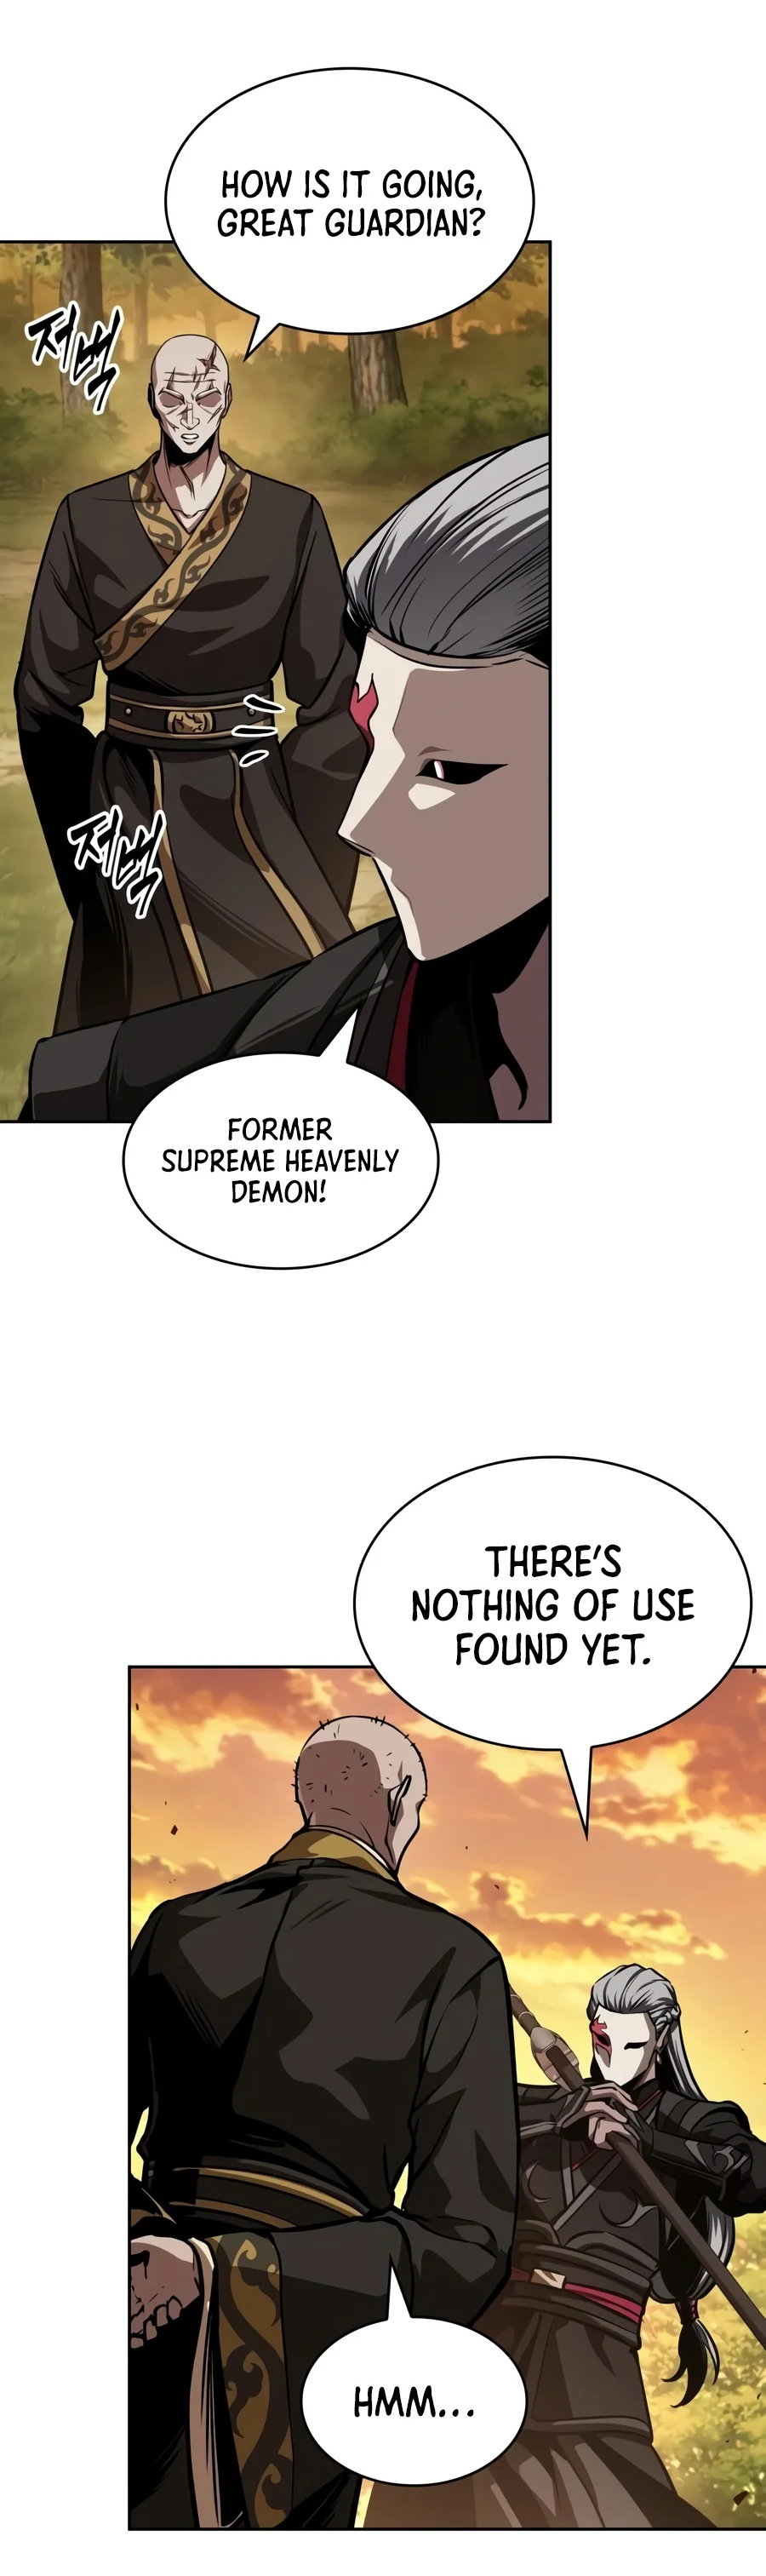 HOW IS IT GOING,
GREAT GUARDIAN?
저벅
저벅
FORMER
SUPREME HEAVENLY
DEMON!
THERE'S
NOTHING OF USE
FOUND YET.
HMM...